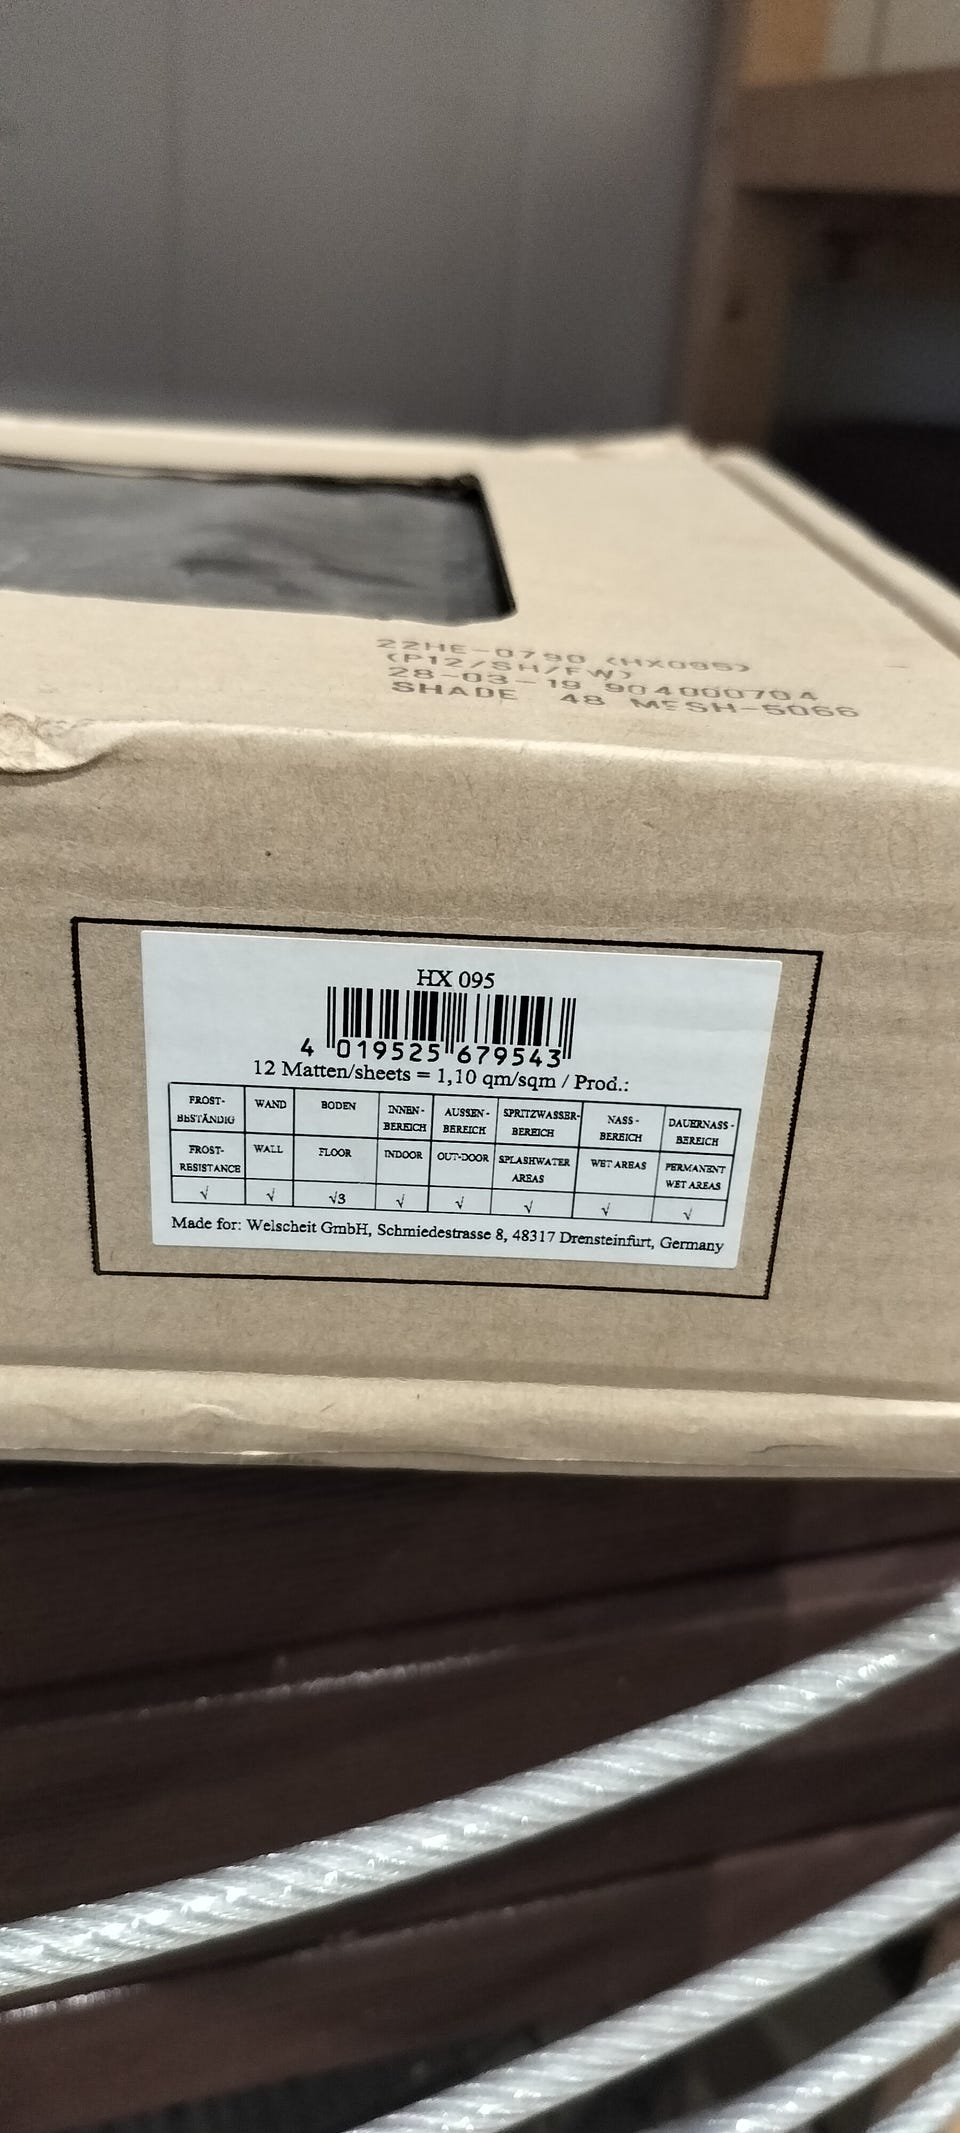 22HE-0790 (HX095)
(P12/SH/FW)
28-03-19 904000704
SHADE 48 MESH-5066
HX 095
4 019525 679543
12 Matten/sheets = 1,10 qm/sqm / Prod.:
FROST-BESTÄNDIG WAND BODEN INNEN-BEREICH AUSSEN-BEREICH SPRITZWASSER-BEREICH NASS-BEREICH DAUERNASS-BEREICH
FROST-RESISTANCE WALL FLOOR INDOOR OUT-DOOR SPLASHWATER AREAS WET AREAS PERMANENT WET AREAS
√ √ √3 √ √ √ √ √
Made for: Welscheit GmbH, Schmiedestrasse 8, 48317 Drensteinfurt, Germany